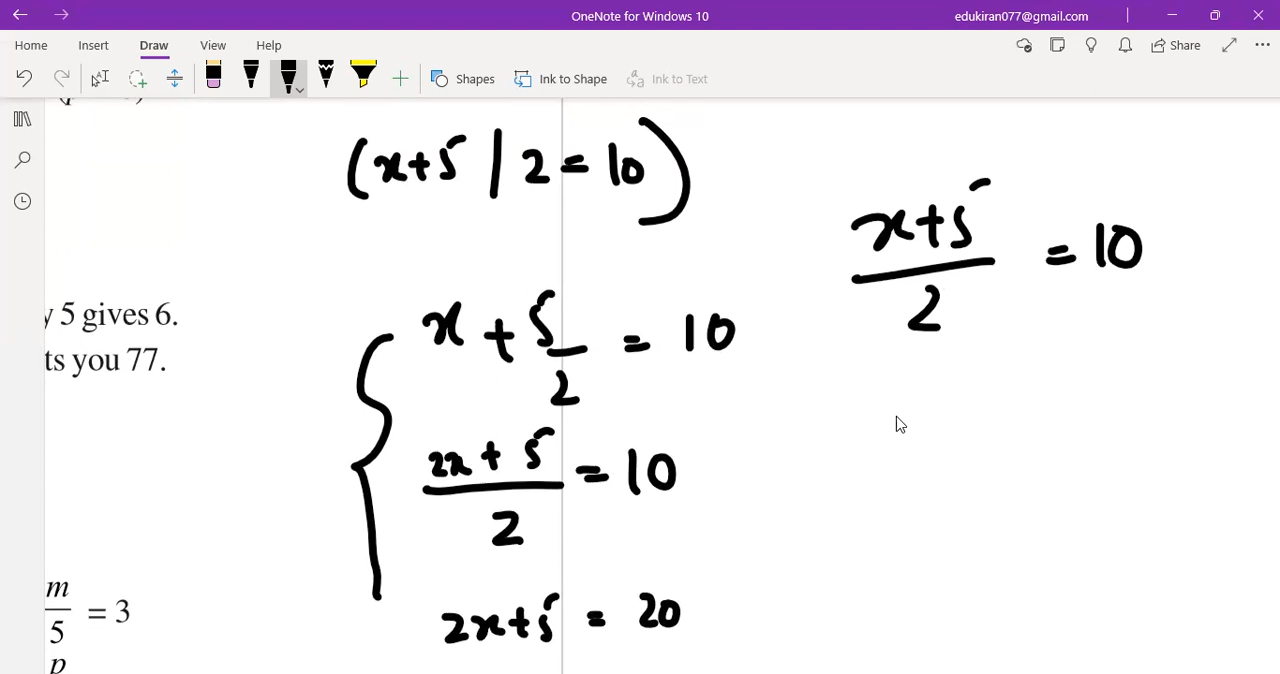 OneNote for Windows 10
edukiran077@gmail.com
Home Insert Draw View Help
Share
Shapes Ink to Shape Ink to Text
(x+5 | 2 = 10)
x+5
2
= 10
y 5 gives 6.
ts you 77.
x + 5
2
= 10
2x + 5
2
= 10
m
5
= 3
p
2x+5 = 20